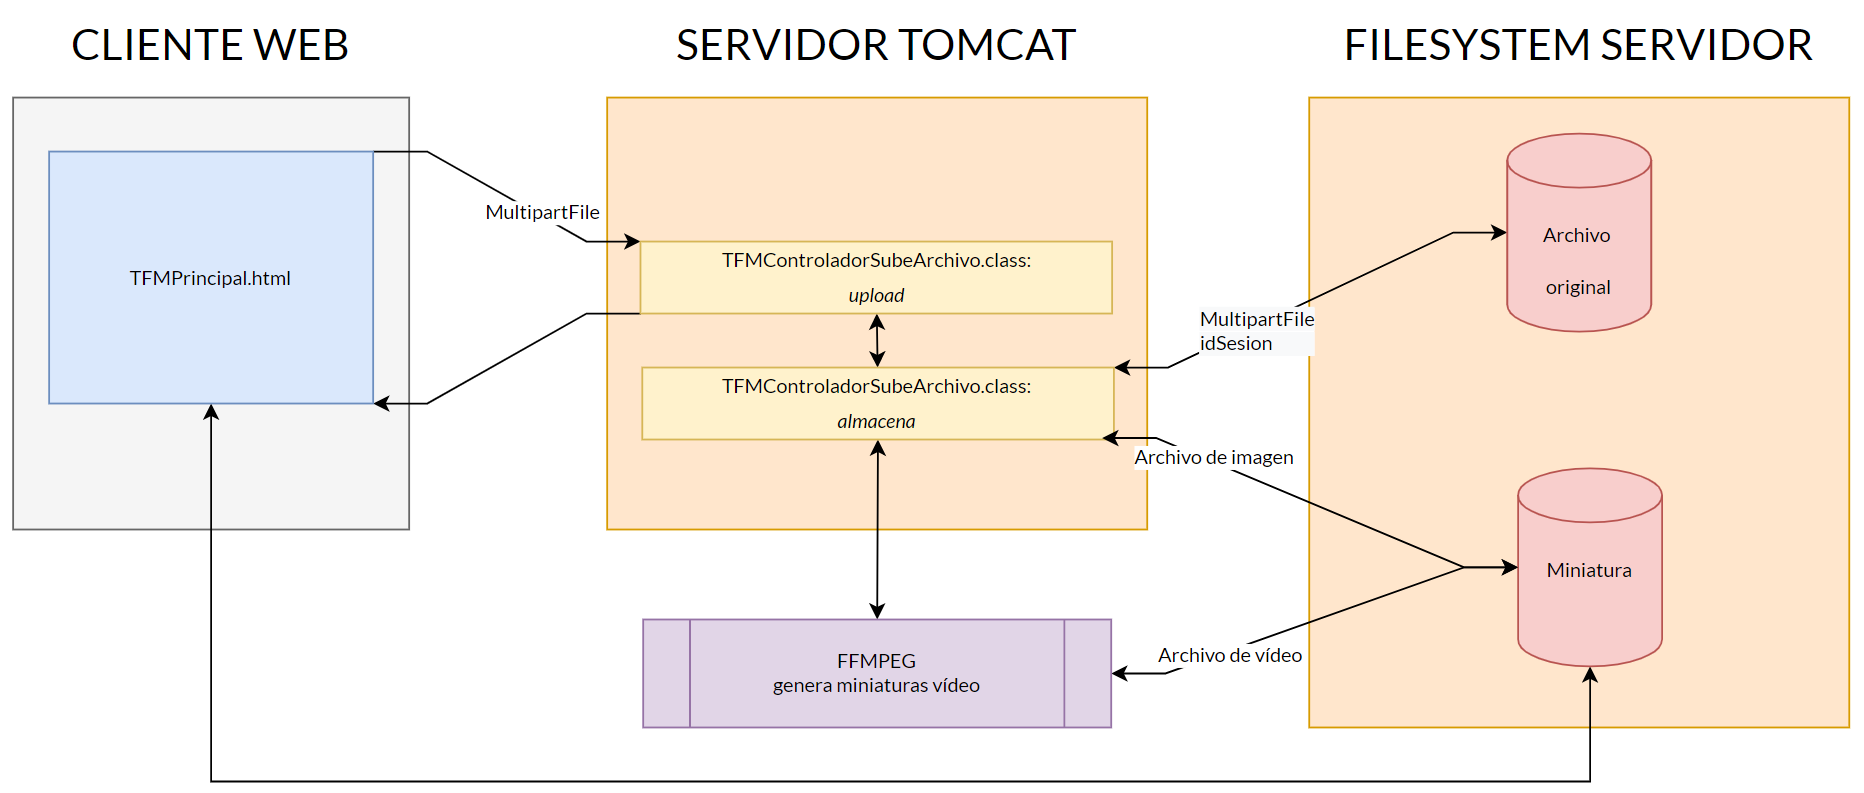 CLIENTE WEB
SERVIDOR TOMCAT
FILESYSTEM SERVIDOR
TFMPrincipal.html
MultipartFile
TFMControladorSubeArchivo.class:
upload
TFMControladorSubeArchivo.class:
almacena
MultipartFile
idSesion
Archivo
original
Archivo de imagen
Miniatura
Archivo de vídeo
FFMPEG
genera miniaturas vídeo